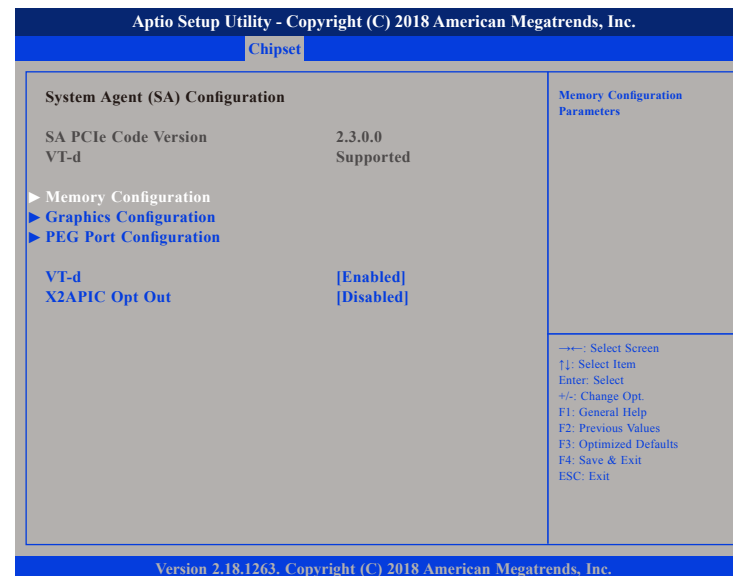 Aptio Setup Utility - Copyright (C) 2018 American Megatrends, Inc.
Chipset
System Agent (SA) Configuration
SA PCIe Code Version 2.3.0.0
VT-d Supported
▶ Memory Configuration
▶ Graphics Configuration
▶ PEG Port Configuration
VT-d [Enabled]
X2APIC Opt Out [Disabled]
Memory Configuration
Parameters
→←: Select Screen
↑↓: Select Item
Enter: Select
+/-: Change Opt.
F1: General Help
F2: Previous Values
F3: Optimized Defaults
F4: Save & Exit
ESC: Exit
Version 2.18.1263. Copyright (C) 2018 American Megatrends, Inc.